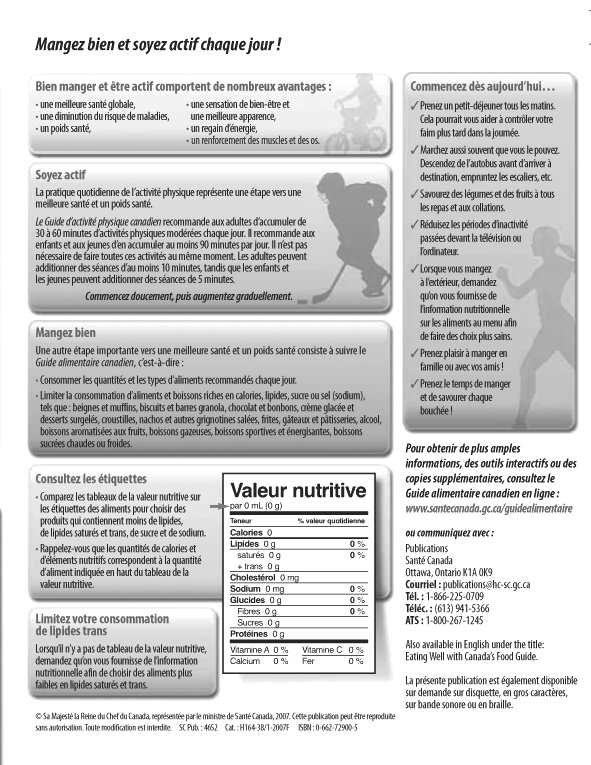 Mangez bien et soyez actif chaque jour !
Bien manger et être actif comportent de nombreux avantages :
• une meilleure santé globale,
• une diminution du risque de maladies,
• un poids santé,
• une sensation de bien-être et
une meilleure apparence,
• un regain d'énergie,
• un renforcement des muscles et des os.
Soyez actif
La pratique quotidienne de l'activité physique représente une étape vers une
meilleure santé et un poids santé.
Le Guide d'activité physique canadien recommande aux adultes d'accumuler de
30 à 60 minutes d'activités physiques modérées chaque jour. Il recommande aux
enfants et aux jeunes d'en accumuler au moins 90 minutes par jour. Il n'est pas
nécessaire de faire toutes ces activités au même moment. Les adultes peuvent
additionner des séances d'au moins 10 minutes, tandis que les enfants et
les jeunes peuvent additionner des séances de 5 minutes.
Commencez doucement, puis augmentez graduellement.
Mangez bien
Une autre étape importante vers une meilleure santé et un poids santé consiste à suivre le
Guide alimentaire canadien, c'est-à-dire :
• Consommer les quantités et les types d'aliments recommandés chaque jour.
• Limiter la consommation d'aliments et boissons riches en calories, lipides, sucre ou sel (sodium),
tels que : beignes et muffins, biscuits et barres granola, chocolat et bonbons, crème glacée et
desserts surgelés, croustilles, nachos et autres grignotines salées, frites, gâteaux et pâtisseries, alcool,
boissons aromatisées aux fruits, boissons gazeuses, boissons sportives et énergisantes, boissons
sucrées chaudes ou froides.
Consultez les étiquettes
• Comparez les tableaux de la valeur nutritive sur
les étiquettes des aliments pour choisir des
produits qui contiennent moins de lipides,
de lipides saturés et trans, de sucre et de sodium.
• Rappelez-vous que les quantités de calories et
d'éléments nutritifs correspondent à la quantité
d'aliment indiquée en haut du tableau de la
valeur nutritive.
Limitez votre consommation
de lipides trans
Lorsqu'il n'y a pas de tableau de la valeur nutritive,
demandez qu'on vous fournisse de l'information
nutritionnelle afin de choisir des aliments plus
faibles en lipides saturés et trans.
Valeur nutritive
par 0 mL (0 g)
Teneur % valeur quotidienne
Calories 0
Lipides 0 g 0 %
saturés 0 g 0 %
+ trans 0 g
Cholestérol 0 mg
Sodium 0 mg 0 %
Glucides 0 g 0 %
Fibres 0 g 0 %
Sucres 0 g
Protéines 0 g
Vitamine A 0 % Vitamine C 0 %
Calcium 0 % Fer 0 %
Commencez dès aujourd'hui…
✓ Prenez un petit-déjeuner tous les matins.
Cela pourrait vous aider à contrôler votre
faim plus tard dans la journée.
✓ Marchez aussi souvent que vous le pouvez.
Descendez de l'autobus avant d'arriver à
destination, empruntez les escaliers, etc.
✓ Savourez des légumes et des fruits à tous
les repas et aux collations.
✓ Réduisez les périodes d'inactivité
passées devant la télévision ou
l'ordinateur.
✓ Lorsque vous mangez
à l'extérieur, demandez
qu'on vous fournisse de
l'information nutritionnelle
sur les aliments au menu afin
de faire des choix plus sains.
✓ Prenez plaisir à manger en
famille ou avec vos amis !
✓ Prenez le temps de manger
et de savourer chaque
bouchée !
Pour obtenir de plus amples
informations, des outils interactifs ou des
copies supplémentaires, consultez le
Guide alimentaire canadien en ligne :
www.santecanada.gc.ca/guidealimentaire
ou communiquez avec :
Publications
Santé Canada
Ottawa, Ontario K1A 0K9
Courriel : publications@hc-sc.gc.ca
Tél. : 1-866-225-0709
Téléc. : (613) 941-5366
ATS : 1-800-267-1245
Also available in English under the title:
Eating Well with Canada's Food Guide.
La présente publication est également disponible
sur demande sur disquette, en gros caractères,
sur bande sonore ou en braille.
© Sa Majesté la Reine du Chef du Canada, représentée par le ministre de Santé Canada, 2007. Cette publication peut être reproduite
sans autorisation. Toute modification est interdite. SC Pub. : 4652 Cat. : H164-38/1-2007F ISBN : 0-662-72900-5